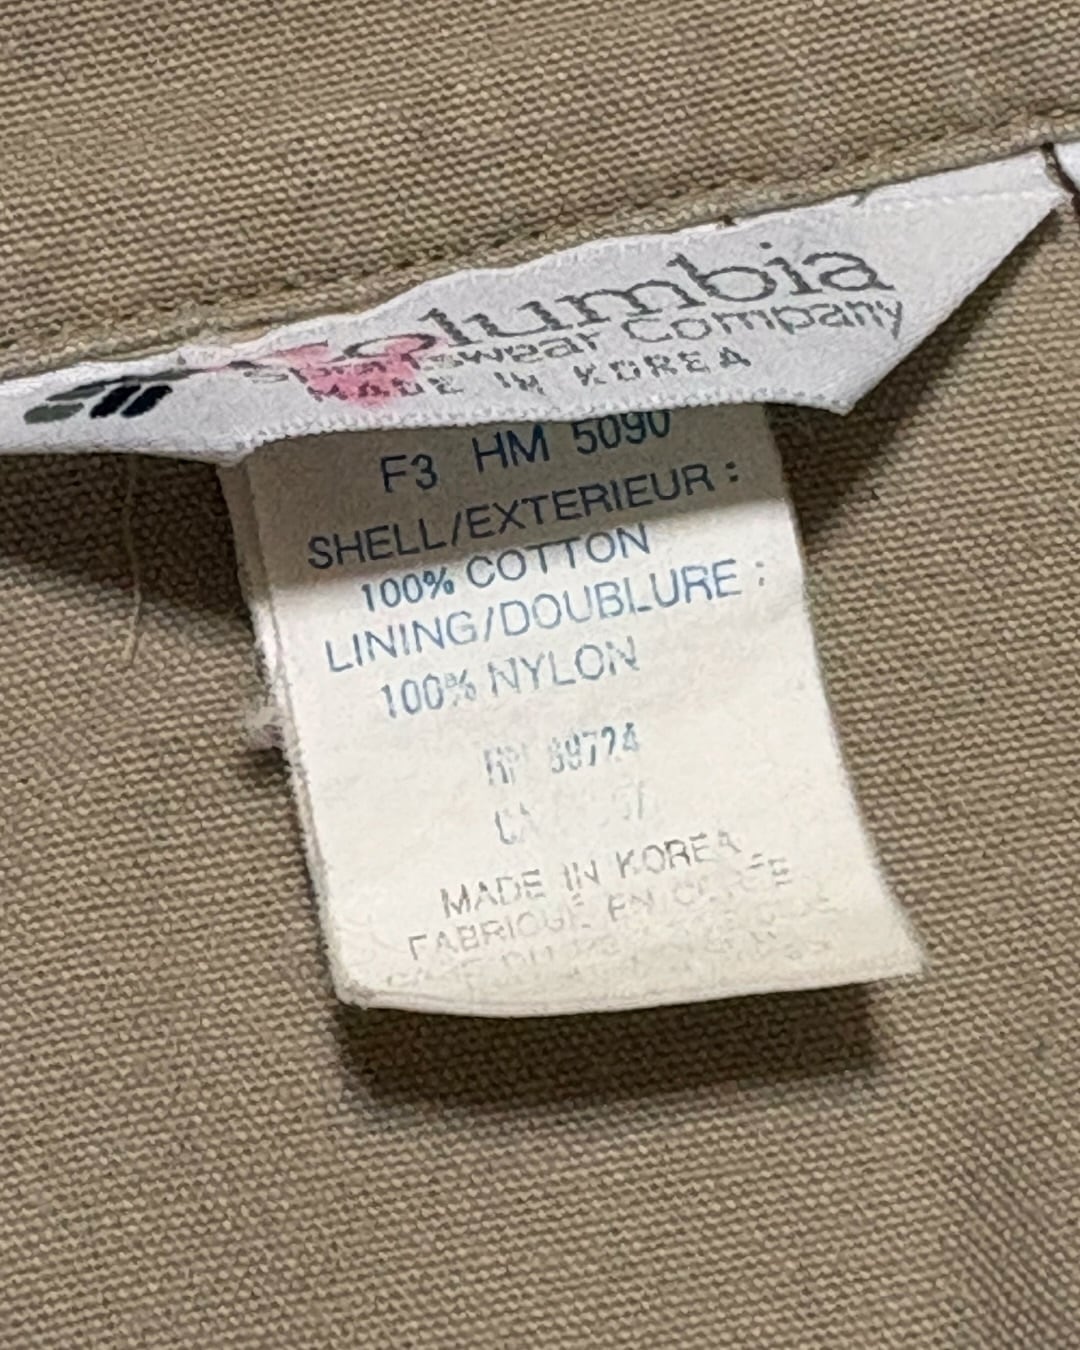 Columbia
Sportswear Company
MADE IN KOREA
F3 HM 5090
SHELL/EXTERIEUR :
100% COTTON
LINING/DOUBLURE :
100% NYLON
MADE IN KOREA